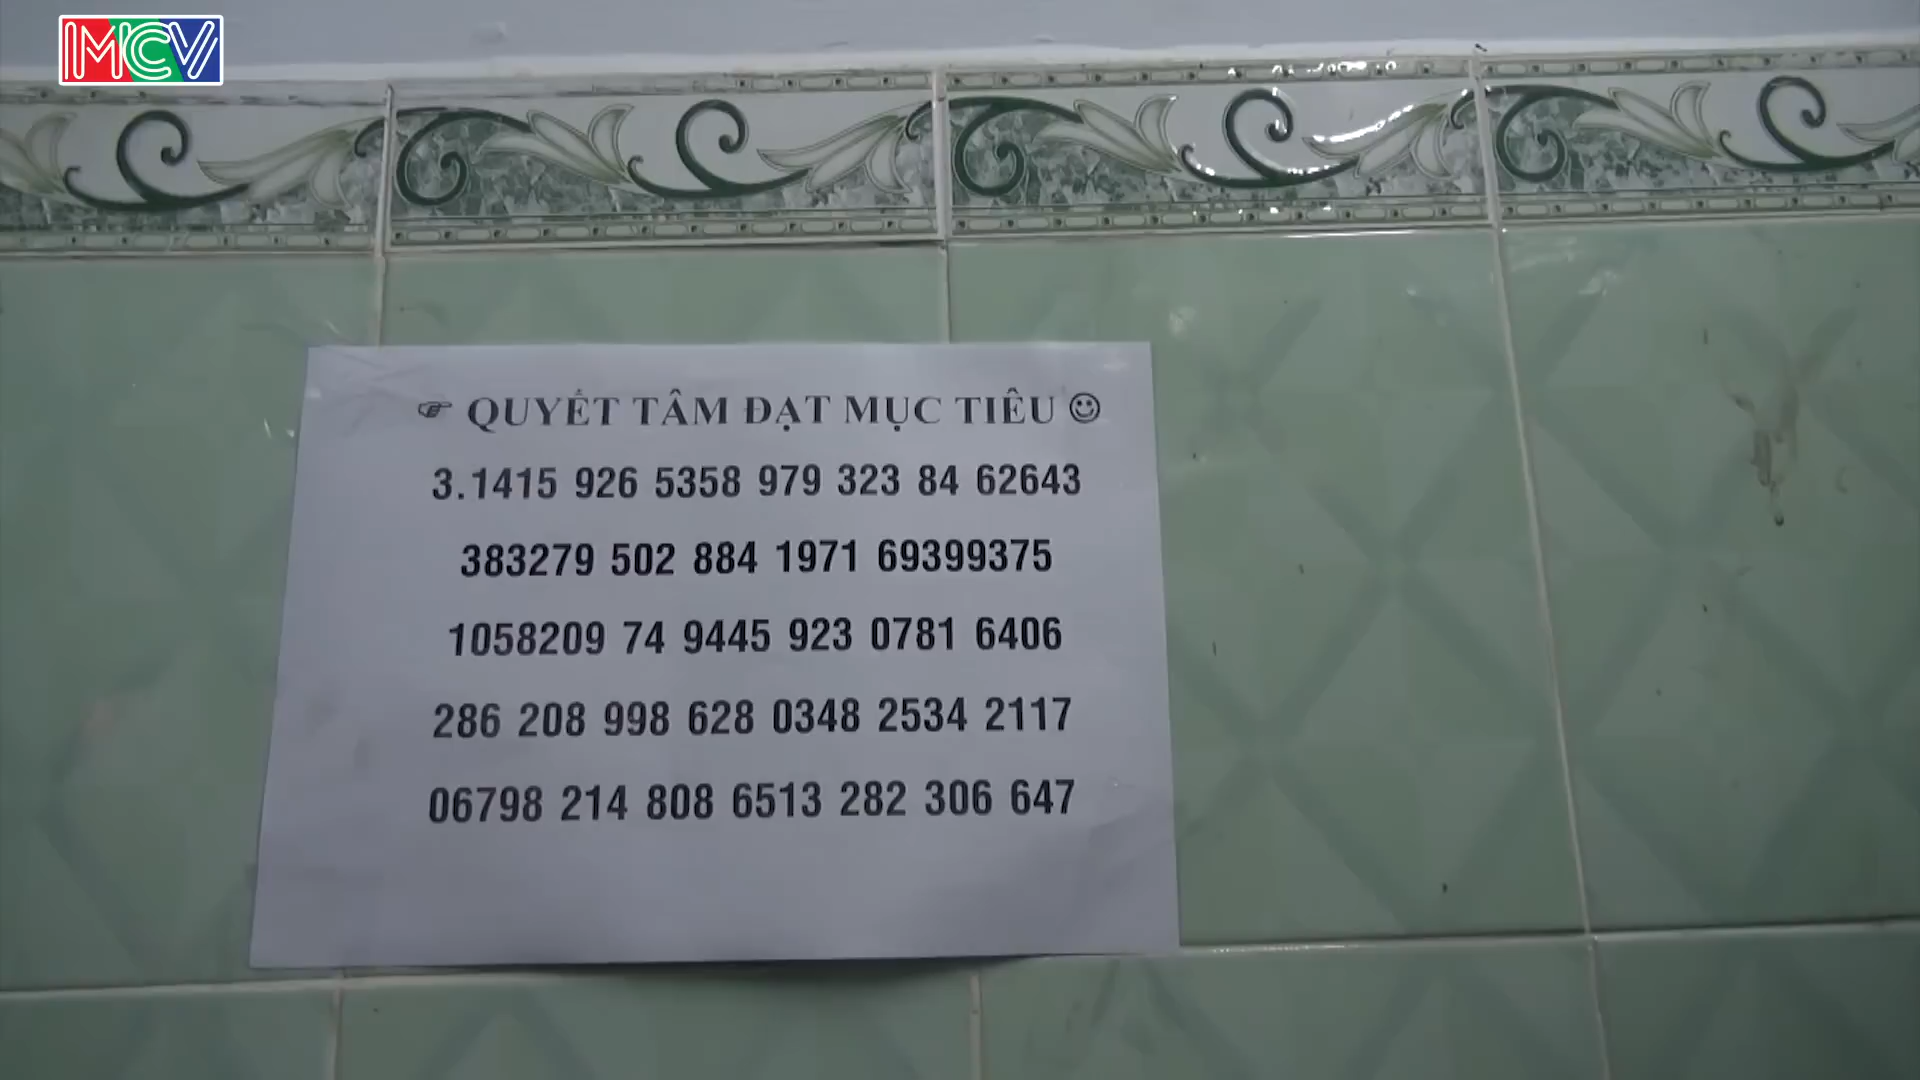 MCV
☞ QUYẾT TÂM ĐẠT MỤC TIÊU ☺
3.1415 926 5358 979 323 84 62643
383279 502 884 1971 69399375
1058209 74 9445 923 0781 6406
286 208 998 628 0348 2534 2117
06798 214 808 6513 282 306 647